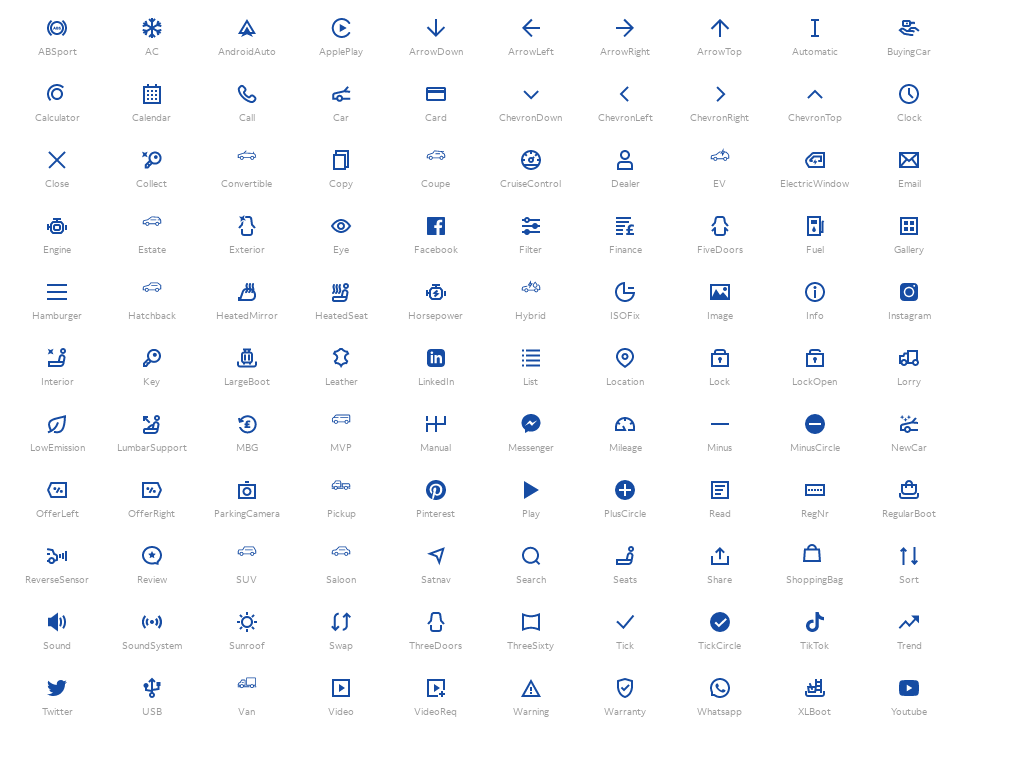 ABSport AC AndroidAuto ApplePlay ArrowDown ArrowLeft ArrowRight ArrowTop Automatic BuyingCar
Calculator Calendar Call Car Card ChevronDown ChevronLeft ChevronRight ChevronTop Clock
Close Collect Convertible Copy Coupe CruiseControl Dealer EV ElectricWindow Email
Engine Estate Exterior Eye Facebook Filter Finance FiveDoors Fuel Gallery
Hamburger Hatchback HeatedMirror HeatedSeat Horsepower Hybrid ISOFix Image Info Instagram
Interior Key LargeBoot Leather LinkedIn List Location Lock LockOpen Lorry
LowEmission LumbarSupport MBG MVP Manual Messenger Mileage Minus MinusCircle NewCar
OfferLeft OfferRight ParkingCamera Pickup Pinterest Play PlusCircle Read RegNr RegularBoot
ReverseSensor Review SUV Saloon Satnav Search Seats Share ShoppingBag Sort
Sound SoundSystem Sunroof Swap ThreeDoors ThreeSixty Tick TickCircle TikTok Trend
Twitter USB Van Video VideoReq Warning Warranty Whatsapp XLBoot Youtube